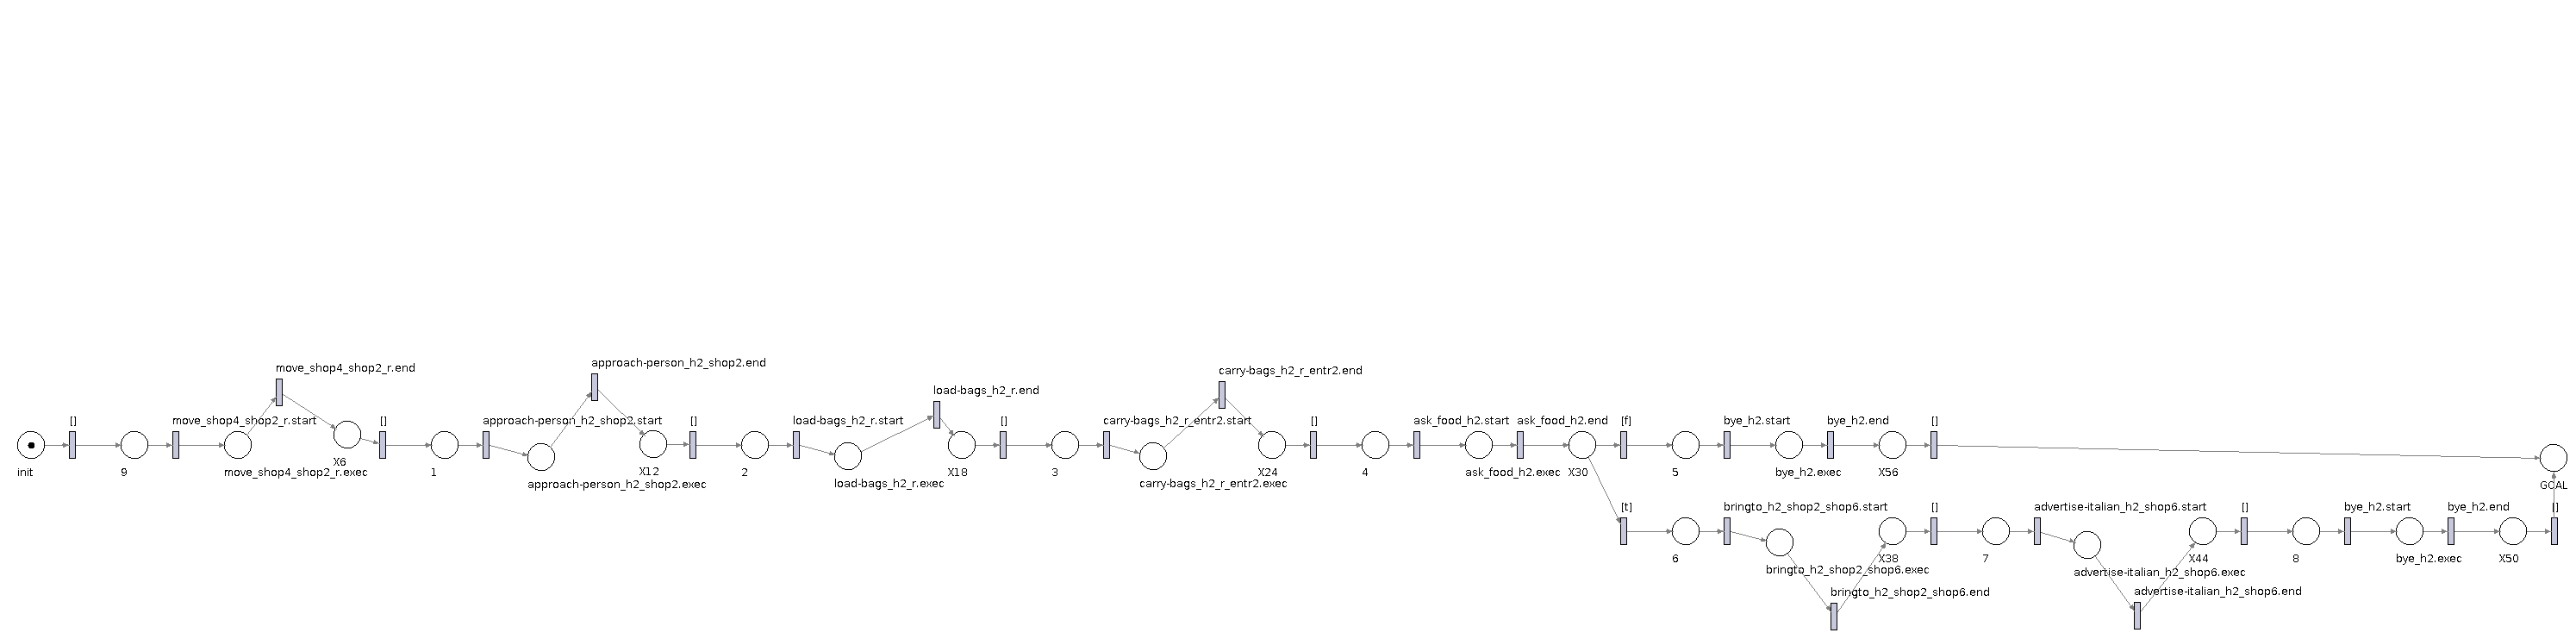 approach-person_h2_shop2.end
move_shop4_shop2_r.end
carry-bags_h2_r_entr2.end
load-bags_h2_r.end
[]
move_shop4_shop2_r.start
[]
approach-person_h2_shop2.start
[]
load-bags_h2_r.start
[]
carry-bags_h2_r_entr2.start
[]
ask_food_h2.start
ask_food_h2.end
[f]
bye_h2.start
bye_h2.end
[]
init
9
move_shop4_shop2_r.exec
X6
1
approach-person_h2_shop2.exec
X12
2
load-bags_h2_r.exec
X18
3
carry-bags_h2_r_entr2.exec
X24
4
ask_food_h2.exec
X30
5
bye_h2.exec
X56
GOAL
[t]
bringto_h2_shop2_shop6.start
[]
advertise-italian_h2_shop6.start
[]
bye_h2.start
bye_h2.end
[]
6
bringto_h2_shop2_shop6.exec
X38
7
advertise-italian_h2_shop6.exec
X44
8
bye_h2.exec
X50
bringto_h2_shop2_shop6.end
advertise-italian_h2_shop6.end